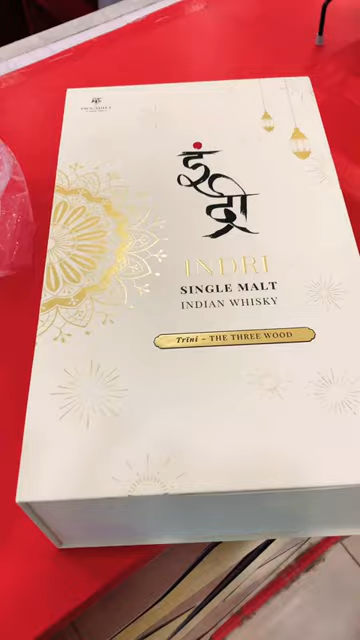 इंद्री
INDRI
SINGLE MALT
INDIAN WHISKY
Trini – THE THREE WOOD